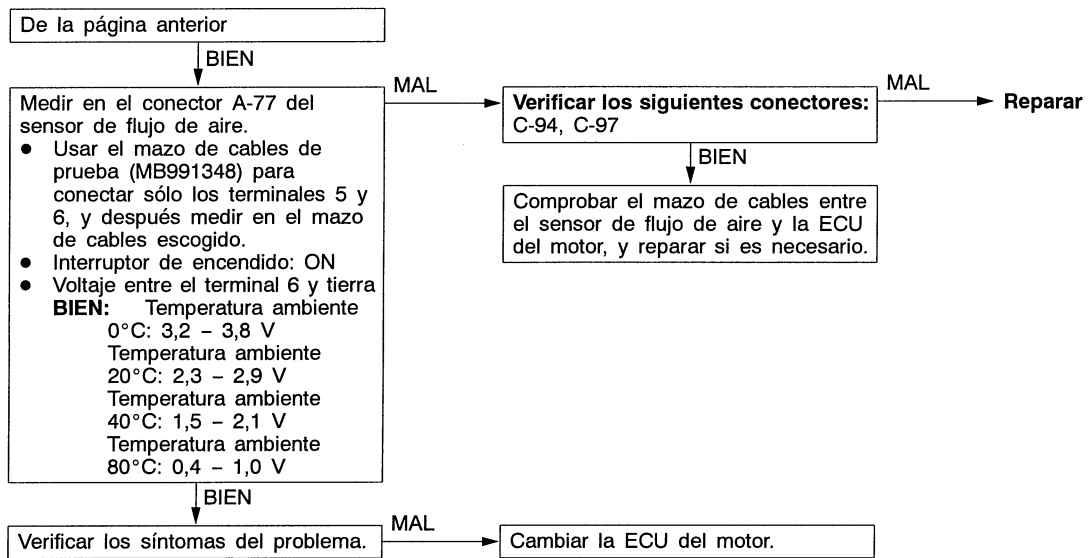 De la página anterior
BIEN
Medir en el conector A-77 del
sensor de flujo de aire.
● Usar el mazo de cables de
prueba (MB991348) para
conectar sólo los terminales 5 y
6, y después medir en el mazo
de cables escogido.
● Interruptor de encendido: ON
● Voltaje entre el terminal 6 y tierra
BIEN: Temperatura ambiente
0°C: 3,2 – 3,8 V
Temperatura ambiente
20°C: 2,3 – 2,9 V
Temperatura ambiente
40°C: 1,5 – 2,1 V
Temperatura ambiente
80°C: 0,4 – 1,0 V
MAL
Verificar los siguientes conectores:
C-94, C-97
MAL
Reparar
BIEN
Comprobar el mazo de cables entre
el sensor de flujo de aire y la ECU
del motor, y reparar si es necesario.
BIEN
Verificar los síntomas del problema.
MAL
Cambiar la ECU del motor.